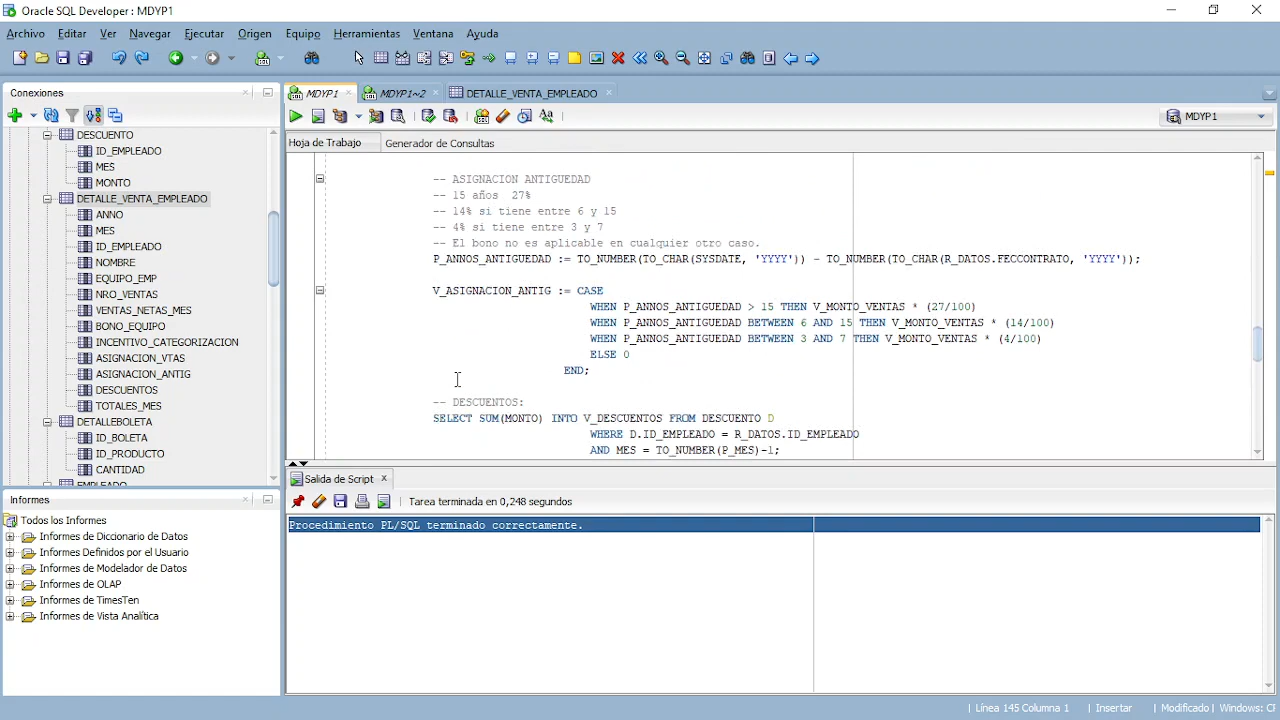 Oracle SQL Developer: MDYP1
Archivo Editar Ver Navegar Ejecutar Origen Equipo Herramientas Ventana Ayuda
Conexiones
MDYP1 MDYP1~2 DETALLE_VENTA_EMPLEADO
MDYP1
Hoja de Trabajo Generador de Consultas
DESCUENTO
ID_EMPLEADO
MES
MONTO
DETALLE_VENTA_EMPLEADO
ANNO
MES
ID_EMPLEADO
NOMBRE
EQUIPO_EMP
NRO_VENTAS
VENTAS_NETAS_MES
BONO_EQUIPO
INCENTIVO_CATEGORIZACION
ASIGNACION_VTAS
ASIGNACION_ANTIG
DESCUENTOS
TOTALES_MES
DETALLEBOLETA
ID_BOLETA
ID_PRODUCTO
CANTIDAD
-- ASIGNACION ANTIGUEDAD
-- 15 años  27%
-- 14% si tiene entre 6 y 15
-- 4% si tiene entre 3 y 7
-- El bono no es aplicable en cualquier otro caso.
P_ANNOS_ANTIGUEDAD := TO_NUMBER(TO_CHAR(SYSDATE, 'YYYY')) - TO_NUMBER(TO_CHAR(R_DATOS.FECCONTRATO, 'YYYY'));
V_ASIGNACION_ANTIG := CASE
WHEN P_ANNOS_ANTIGUEDAD > 15 THEN V_MONTO_VENTAS * (27/100)
WHEN P_ANNOS_ANTIGUEDAD BETWEEN 6 AND 15 THEN V_MONTO_VENTAS * (14/100)
WHEN P_ANNOS_ANTIGUEDAD BETWEEN 3 AND 7 THEN V_MONTO_VENTAS * (4/100)
ELSE 0
END;
-- DESCUENTOS:
SELECT SUM(MONTO) INTO V_DESCUENTOS FROM DESCUENTO D
WHERE D.ID_EMPLEADO = R_DATOS.ID_EMPLEADO
AND MES = TO_NUMBER(P_MES)-1;
Informes
Todos los Informes
Informes de Diccionario de Datos
Informes Definidos por el Usuario
Informes de Modelador de Datos
Informes de OLAP
Informes de TimesTen
Informes de Vista Analítica
Salida de Script
Tarea terminada en 0,248 segundos
Procedimiento PL/SQL terminado correctamente.
Línea 145 Columna 1 Insertar Modificado Windows: CF